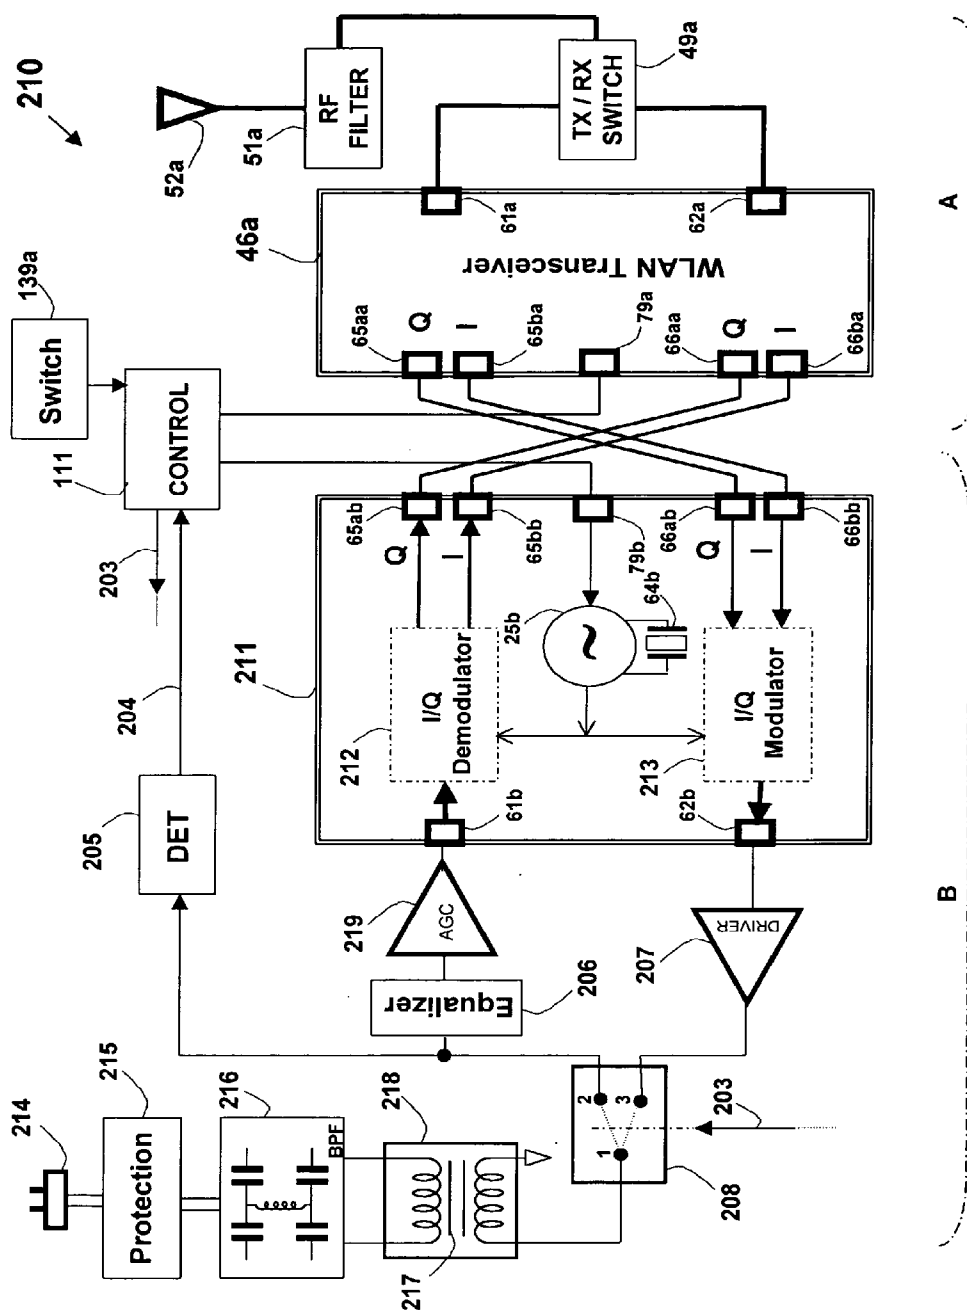 210
52a
51a
RF
FILTER
TX / RX
SWITCH
49a
139a
Switch
111
CONTROL
203
204
DET
205
46a
WLAN Transceiver
61a
62a
65aa
Q
I
65ba
79a
66aa
Q
I
66ba
A
211
65ab
Q
I
65bb
79b
66ab
Q
I
66bb
212
I/Q
Demodulator
25b
~
64b
213
I/Q
Modulator
61b
62b
219
AGC
206
Equalizer
207
DRIVER
B
214
215
Protection
216
BPF
218
217
2
3
1
203
208